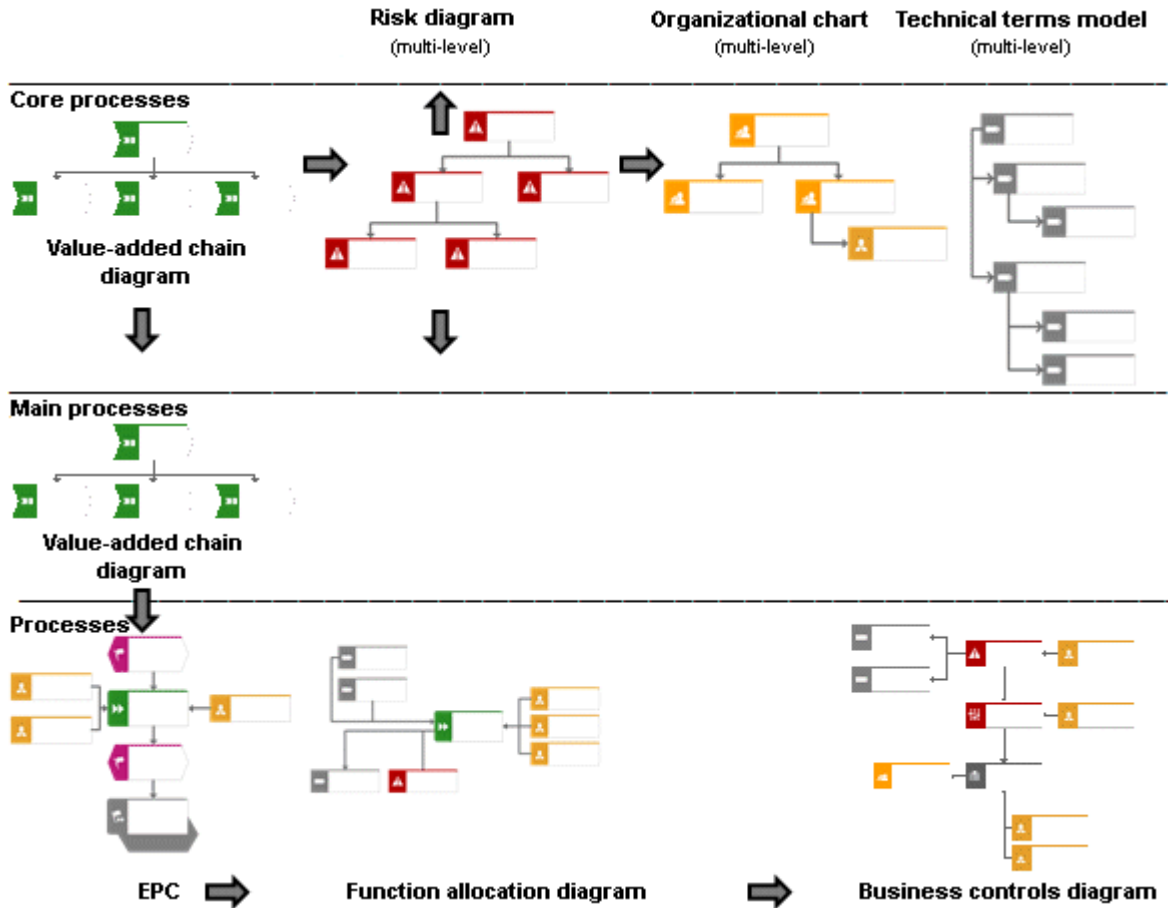 Risk diagram
(multi-level)
Organizational chart
(multi-level)
Technical terms model
(multi-level)
Core processes
Value-added chain
diagram
Main processes
Value-added chain
diagram
Processes
EPC
Function allocation diagram
Business controls diagram